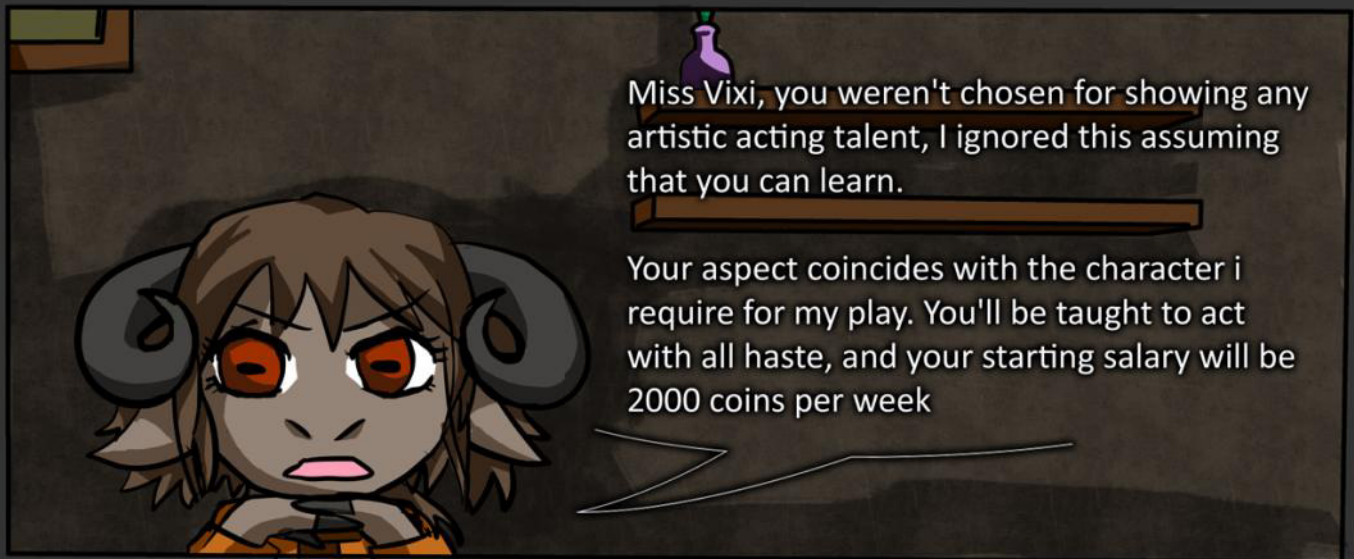 Miss Vixi, you weren't chosen for showing any
artistic acting talent, I ignored this assuming
that you can learn.
Your aspect coincides with the character i
require for my play. You'll be taught to act
with all haste, and your starting salary will be
2000 coins per week